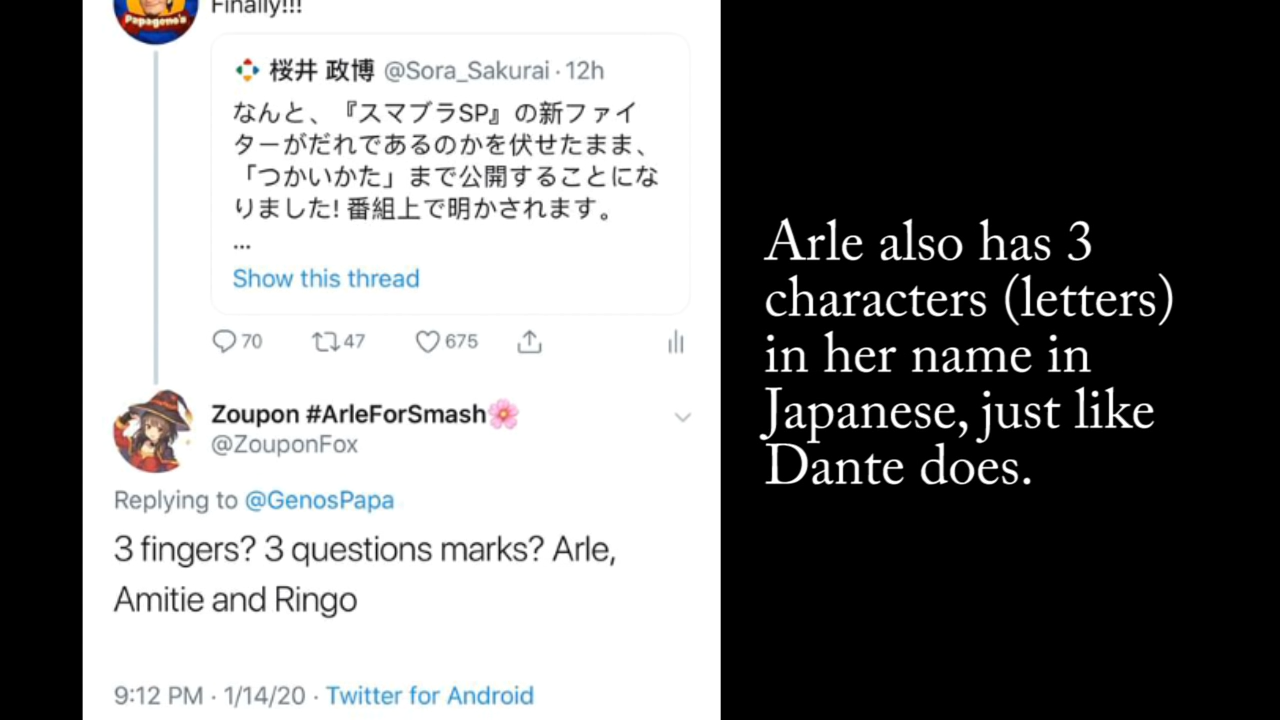 Papageno's
Finally!!!
桜井 政博 @Sora_Sakurai · 12h
なんと、『スマブラSP』の新ファイ
ターがだれであるのかを伏せたまま、
「つかいかた」まで公開することにな
りました! 番組上で明かされます。
...
Show this thread
70 47 675
Zoupon #ArleForSmash🌸
@ZouponFox
Replying to @GenosPapa
3 fingers? 3 questions marks? Arle,
Amitie and Ringo
9:12 PM · 1/14/20 · Twitter for Android
Arle also has 3
characters (letters)
in her name in
Japanese, just like
Dante does.